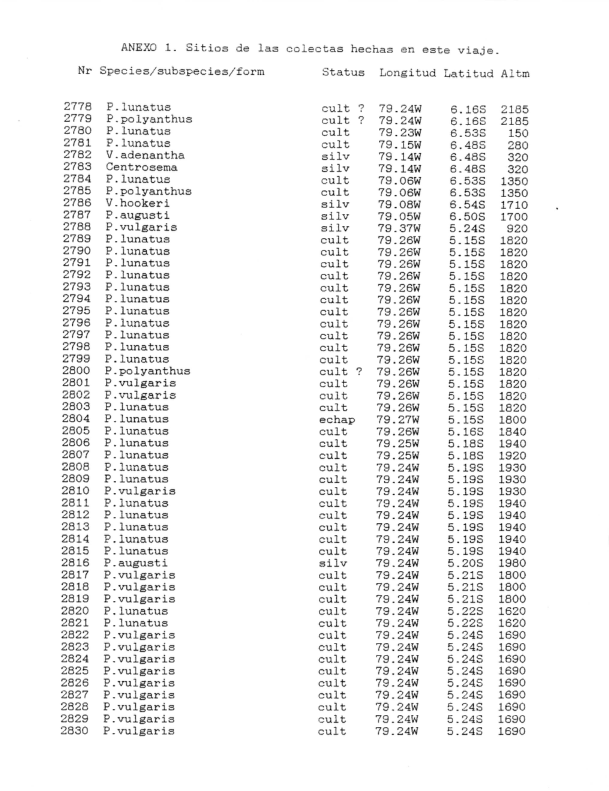 ANEXO 1. Sitios de las colectas hechas en este viaje.
Nr Species/subspecies/form Status Longitud Latitud Altm
2778 P.lunatus cult ? 79.24W 6.16S 2185
2779 P.polyanthus cult ? 79.24W 6.16S 2185
2780 P.lunatus cult 79.23W 6.53S 150
2781 P.lunatus cult 79.15W 6.48S 280
2782 V.adenantha silv 79.14W 6.48S 320
2783 Centrosema silv 79.14W 6.48S 320
2784 P.lunatus cult 79.06W 6.53S 1350
2785 P.polyanthus cult 79.06W 6.53S 1350
2786 V.hookeri silv 79.08W 6.54S 1710
2787 P.augusti silv 79.05W 6.50S 1700
2788 P.vulgaris silv 79.37W 5.24S 920
2789 P.lunatus cult 79.26W 5.15S 1820
2790 P.lunatus cult 79.26W 5.15S 1820
2791 P.lunatus cult 79.26W 5.15S 1820
2792 P.lunatus cult 79.26W 5.15S 1820
2793 P.lunatus cult 79.26W 5.15S 1820
2794 P.lunatus cult 79.26W 5.15S 1820
2795 P.lunatus cult 79.26W 5.15S 1820
2796 P.lunatus cult 79.26W 5.15S 1820
2797 P.lunatus cult 79.26W 5.15S 1820
2798 P.lunatus cult 79.26W 5.15S 1820
2799 P.lunatus cult 79.26W 5.15S 1820
2800 P.polyanthus cult ? 79.26W 5.15S 1820
2801 P.vulgaris cult 79.26W 5.15S 1820
2802 P.vulgaris cult 79.26W 5.15S 1820
2803 P.lunatus cult 79.26W 5.15S 1820
2804 P.lunatus echap 79.27W 5.15S 1800
2805 P.lunatus cult 79.26W 5.16S 1840
2806 P.lunatus cult 79.25W 5.18S 1940
2807 P.lunatus cult 79.25W 5.18S 1920
2808 P.lunatus cult 79.24W 5.19S 1930
2809 P.lunatus cult 79.24W 5.19S 1930
2810 P.vulgaris cult 79.24W 5.19S 1930
2811 P.lunatus cult 79.24W 5.19S 1940
2812 P.lunatus cult 79.24W 5.19S 1940
2813 P.lunatus cult 79.24W 5.19S 1940
2814 P.lunatus cult 79.24W 5.19S 1940
2815 P.lunatus cult 79.24W 5.19S 1940
2816 P.augusti silv 79.24W 5.20S 1980
2817 P.vulgaris cult 79.24W 5.21S 1800
2818 P.vulgaris cult 79.24W 5.21S 1800
2819 P.vulgaris cult 79.24W 5.21S 1800
2820 P.lunatus cult 79.24W 5.22S 1620
2821 P.lunatus cult 79.24W 5.22S 1620
2822 P.vulgaris cult 79.24W 5.24S 1690
2823 P.vulgaris cult 79.24W 5.24S 1690
2824 P.vulgaris cult 79.24W 5.24S 1690
2825 P.vulgaris cult 79.24W 5.24S 1690
2826 P.vulgaris cult 79.24W 5.24S 1690
2827 P.vulgaris cult 79.24W 5.24S 1690
2828 P.vulgaris cult 79.24W 5.24S 1690
2829 P.vulgaris cult 79.24W 5.24S 1690
2830 P.vulgaris cult 79.24W 5.24S 1690